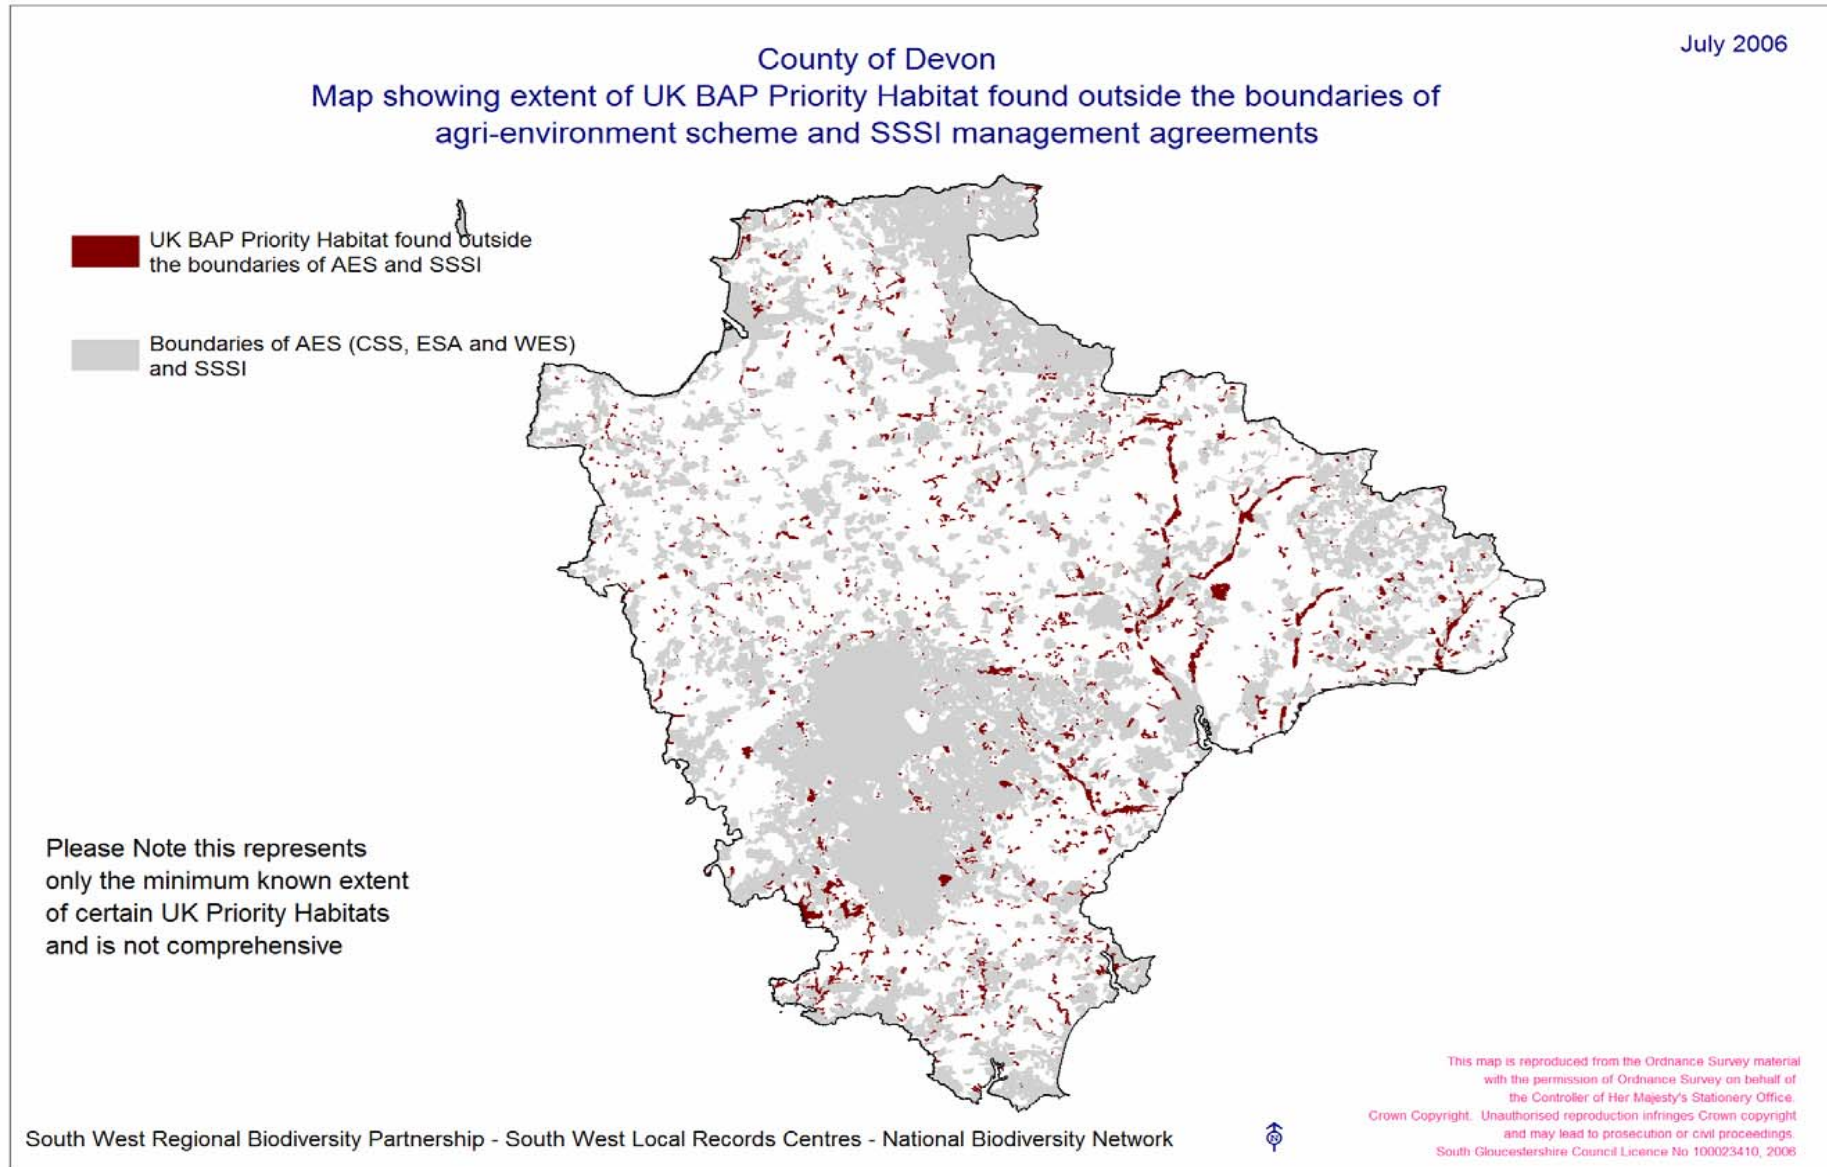 July 2006
County of Devon
Map showing extent of UK BAP Priority Habitat found outside the boundaries of
agri-environment scheme and SSSI management agreements
UK BAP Priority Habitat found outside
the boundaries of AES and SSSI
Boundaries of AES (CSS, ESA and WES)
and SSSI
Please Note this represents
only the minimum known extent
of certain UK Priority Habitats
and is not comprehensive
This map is reproduced from the Ordnance Survey material
with the permission of Ordnance Survey on behalf of
the Controller of Her Majesty's Stationery Office.
Crown Copyright. Unauthorised reproduction infringes Crown copyright
and may lead to prosecution or civil proceedings.
South Gloucestershire Council Licence No 100023410, 2006
South West Regional Biodiversity Partnership - South West Local Records Centres - National Biodiversity Network
N